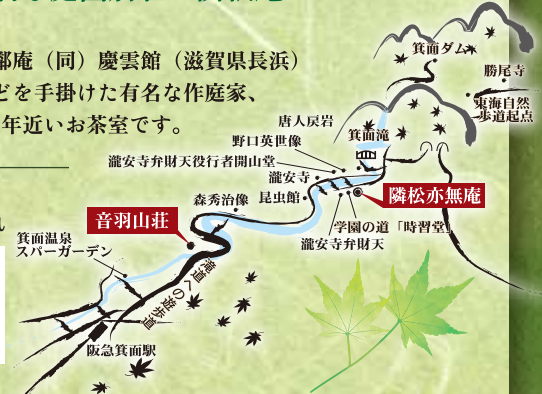 都庵（同）慶雲館（滋賀県長浜）
どを手掛けた有名な作庭家、
年近いお茶室です。
箕面ダム
勝尾寺
東海自然
歩道起点
唐人戻岩
野口英世像
箕面滝
瀧安寺弁財天役行者開山堂
瀧安寺
隣松亦無庵
森秀治像
昆虫館
音羽山荘
学園の道「時習堂」
瀧安寺弁財天
箕面温泉
スパーガーデン
滝道への遊歩道
阪急箕面駅